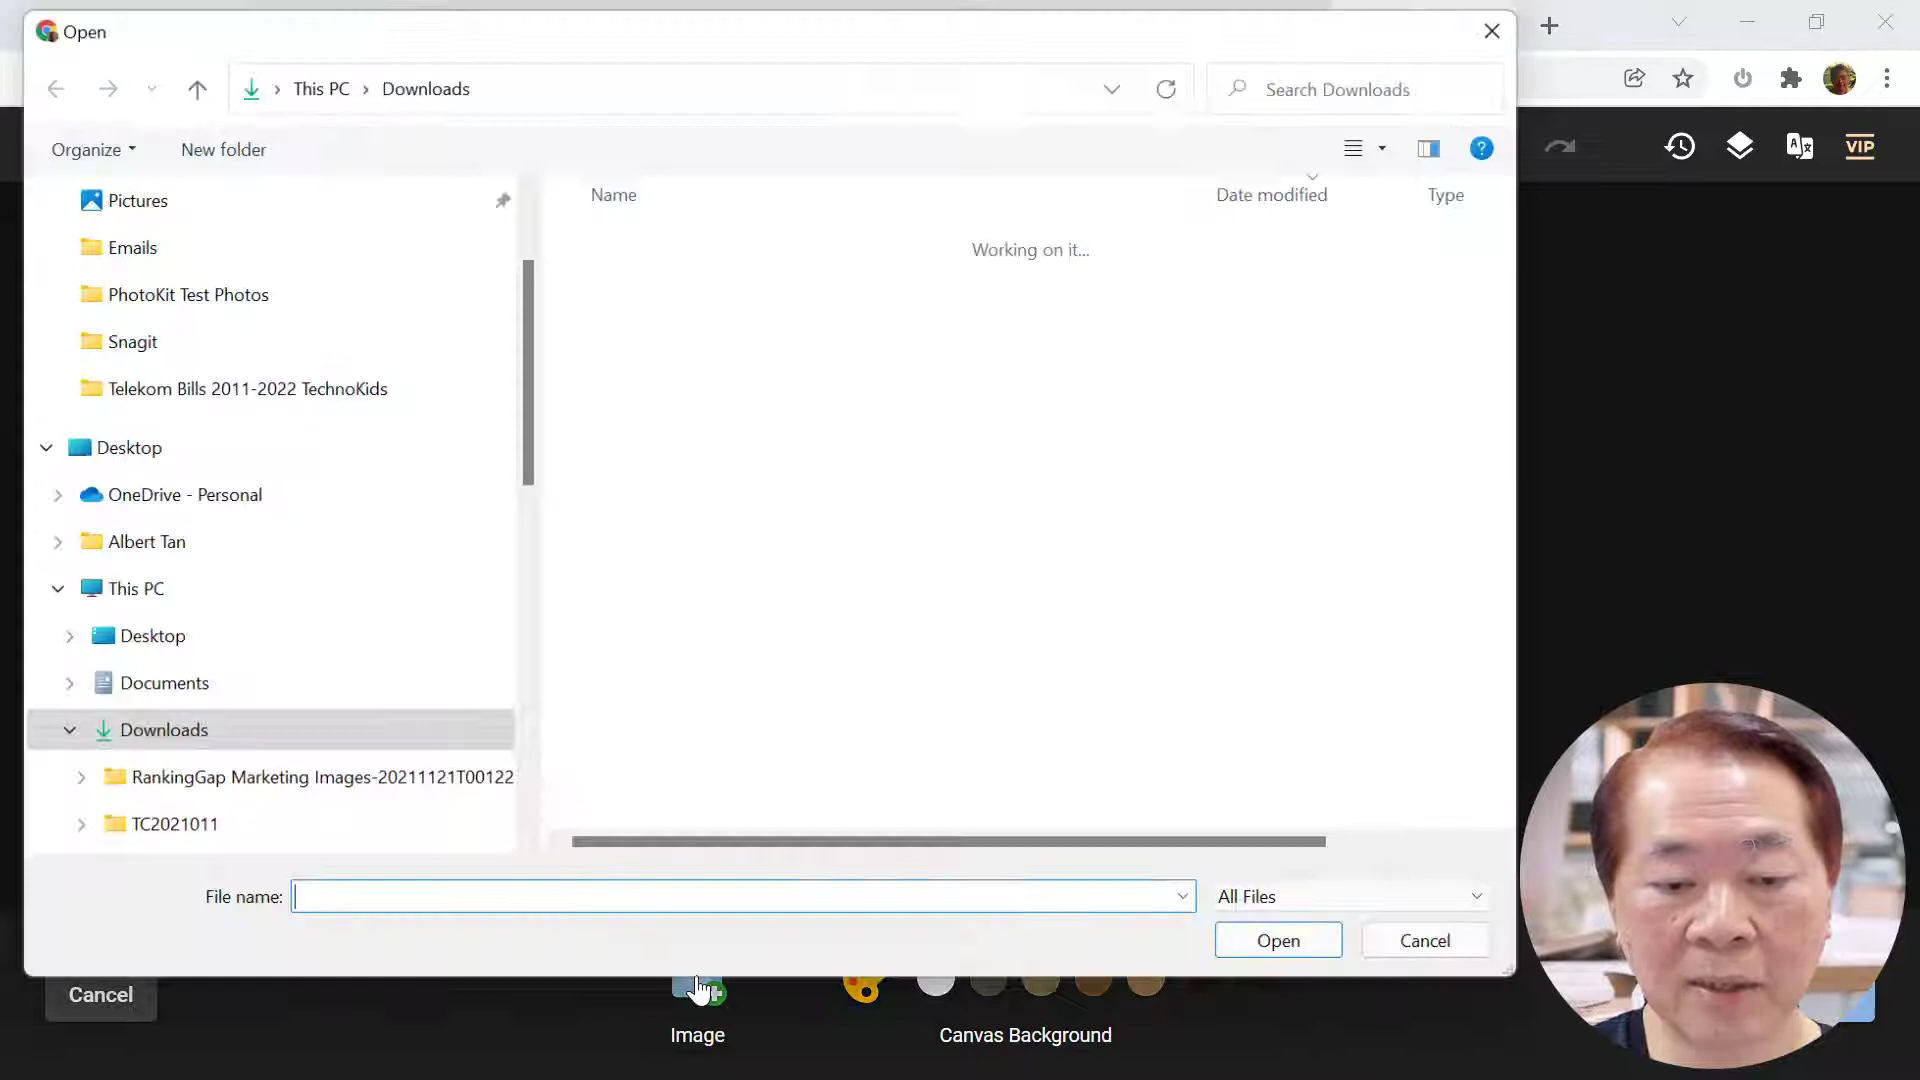 Open
This PC
Downloads
Search Downloads
Organize
New folder
VIP
Name
Date modified
Type
Working on it...
Pictures
Emails
PhotoKit Test Photos
Snagit
Telekom Bills 2011-2022 TechnoKids
Desktop
OneDrive - Personal
Albert Tan
This PC
Desktop
Documents
Downloads
RankingGap Marketing Images-20211121T00122
TC2021011
File name:
All Files
Open
Cancel
Cancel
Image
Canvas Background